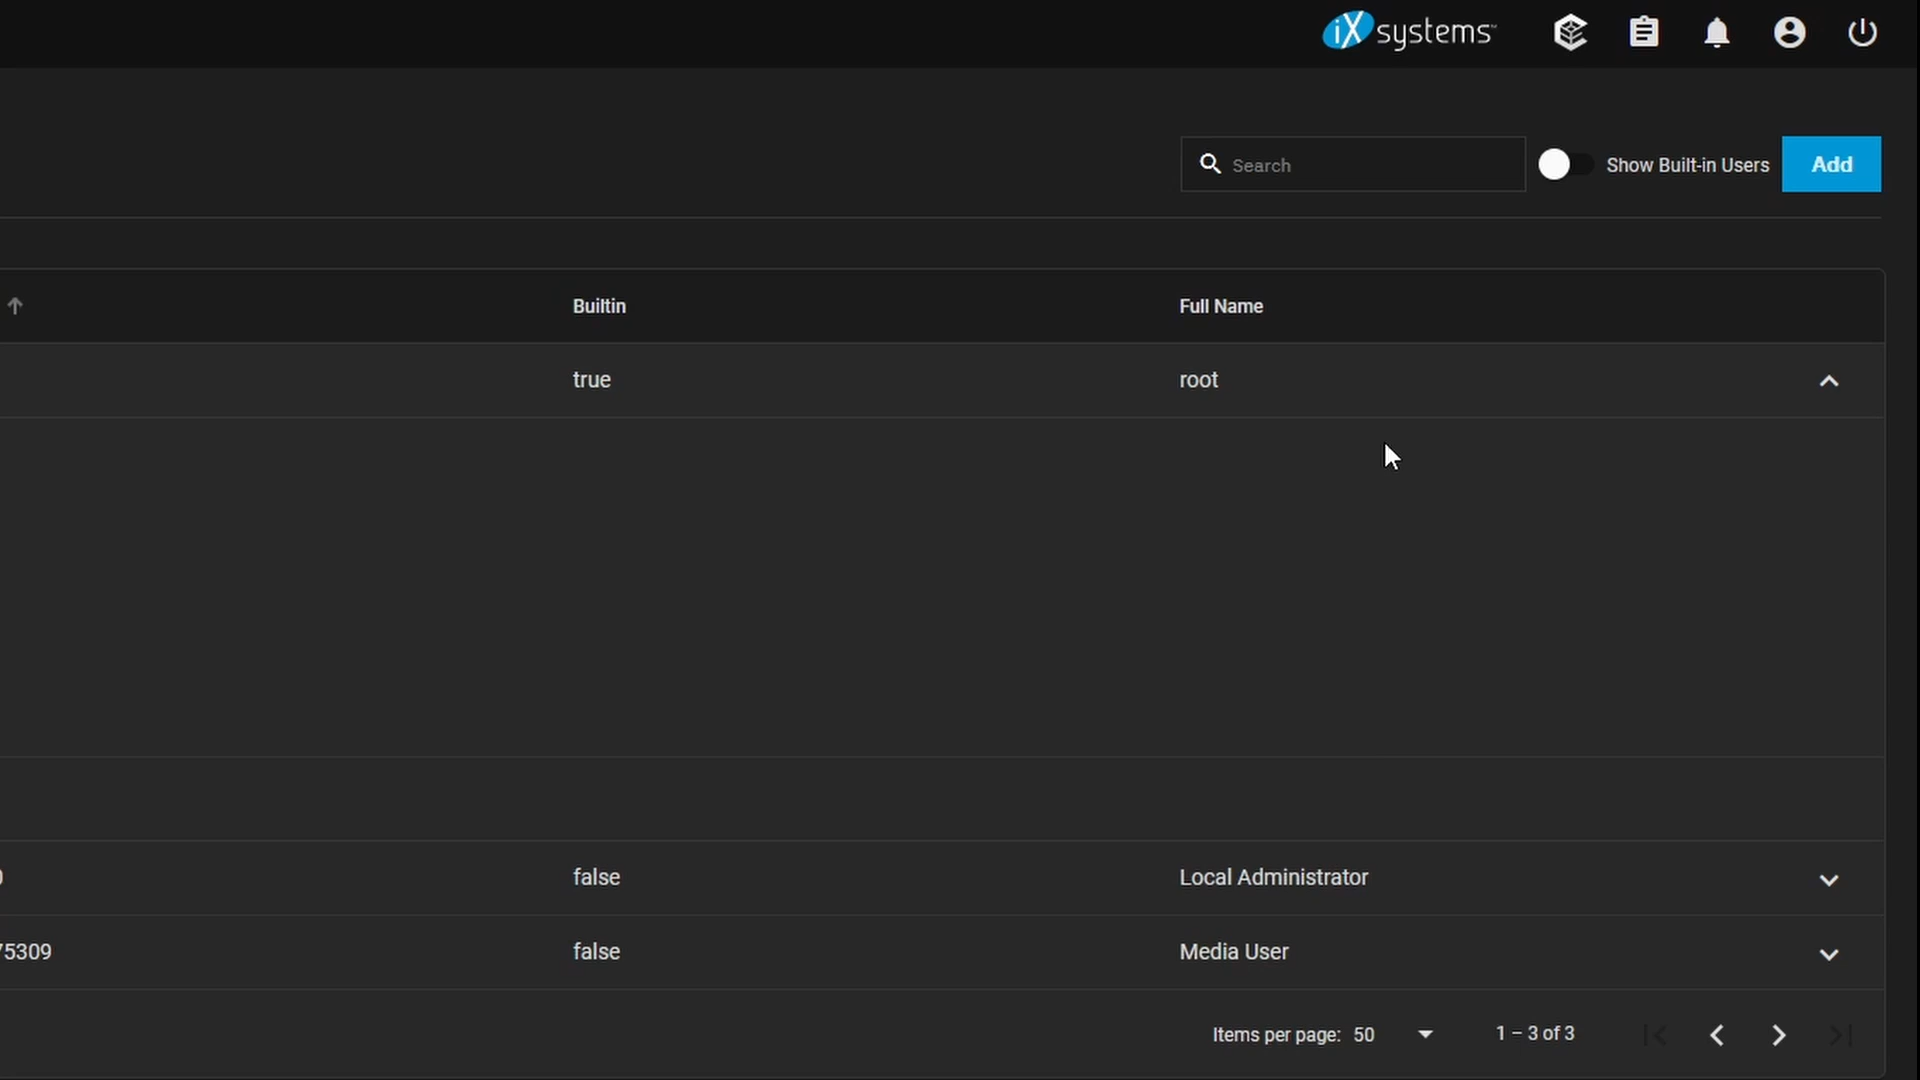 iXsystems™
Search
Show Built-in Users
Add
Builtin
Full Name
true
root
false
Local Administrator
75309
false
Media User
Items per page: 50
1 – 3 of 3